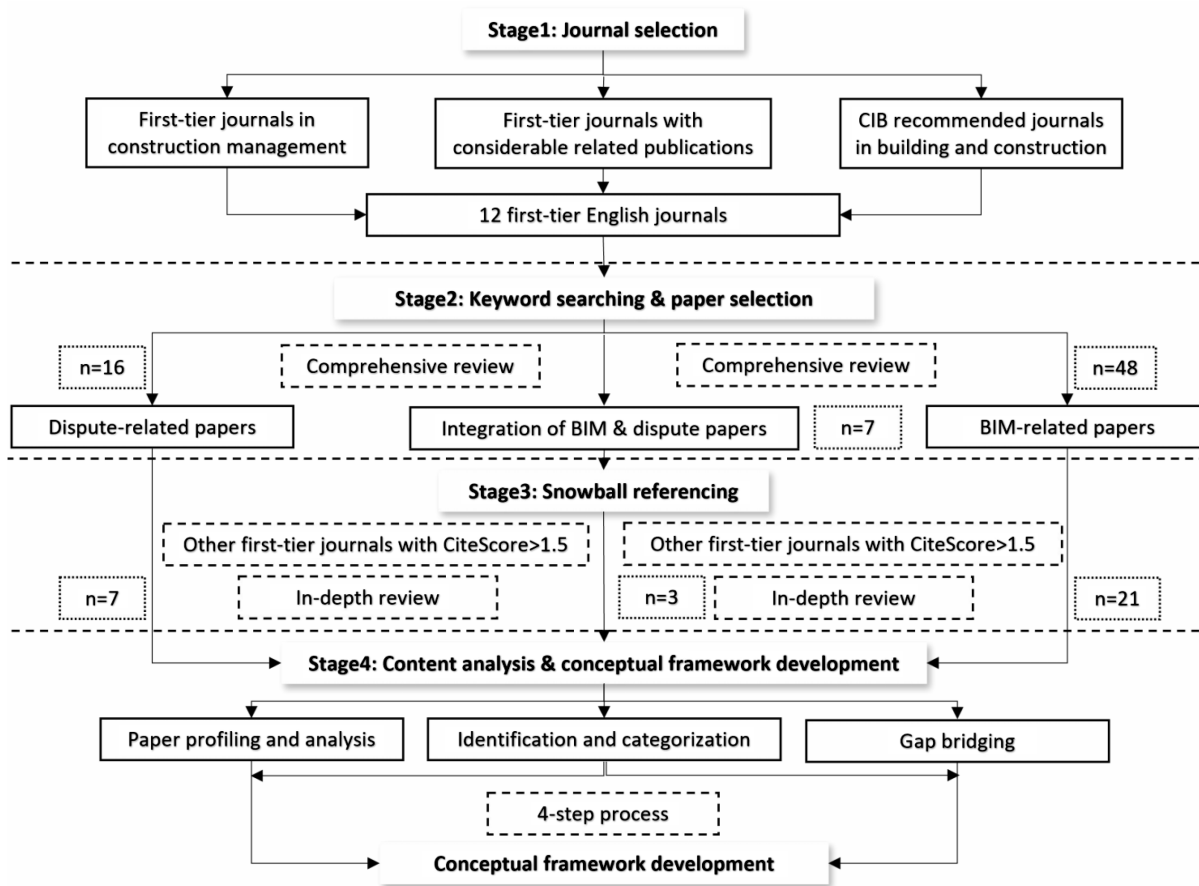 Stage1: Journal selection
First-tier journals in
construction management
First-tier journals with
considerable related publications
CIB recommended journals
in building and construction
12 first-tier English journals
Stage2: Keyword searching & paper selection
n=16
Comprehensive review
Comprehensive review
n=48
Dispute-related papers
Integration of BIM & dispute papers
n=7
BIM-related papers
Stage3: Snowball referencing
Other first-tier journals with CiteScore>1.5
Other first-tier journals with CiteScore>1.5
n=7
In-depth review
n=3
In-depth review
n=21
Stage4: Content analysis & conceptual framework development
Paper profiling and analysis
Identification and categorization
Gap bridging
4-step process
Conceptual framework development